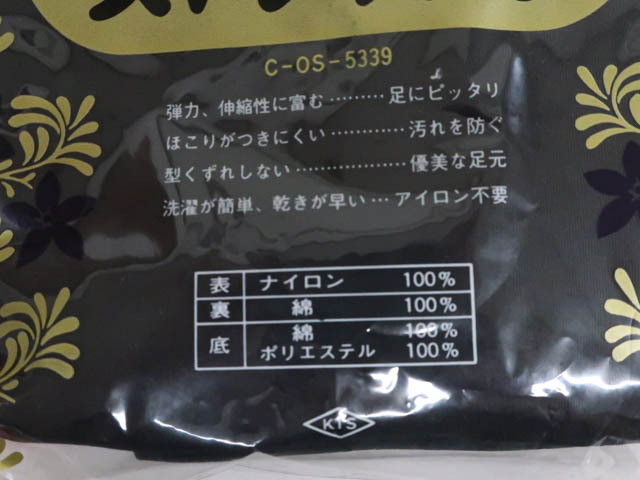 C-OS-5339
弾力、伸縮性に富む………足にピッタリ
ほこりがつきにくい…………汚れを防ぐ
型くずれしない……………優美な足元
洗濯が簡単、乾きが早い…アイロン不要
表 ナイロン 100%
裏 綿 100%
底 綿 100%
ポリエステル 100%
KTS